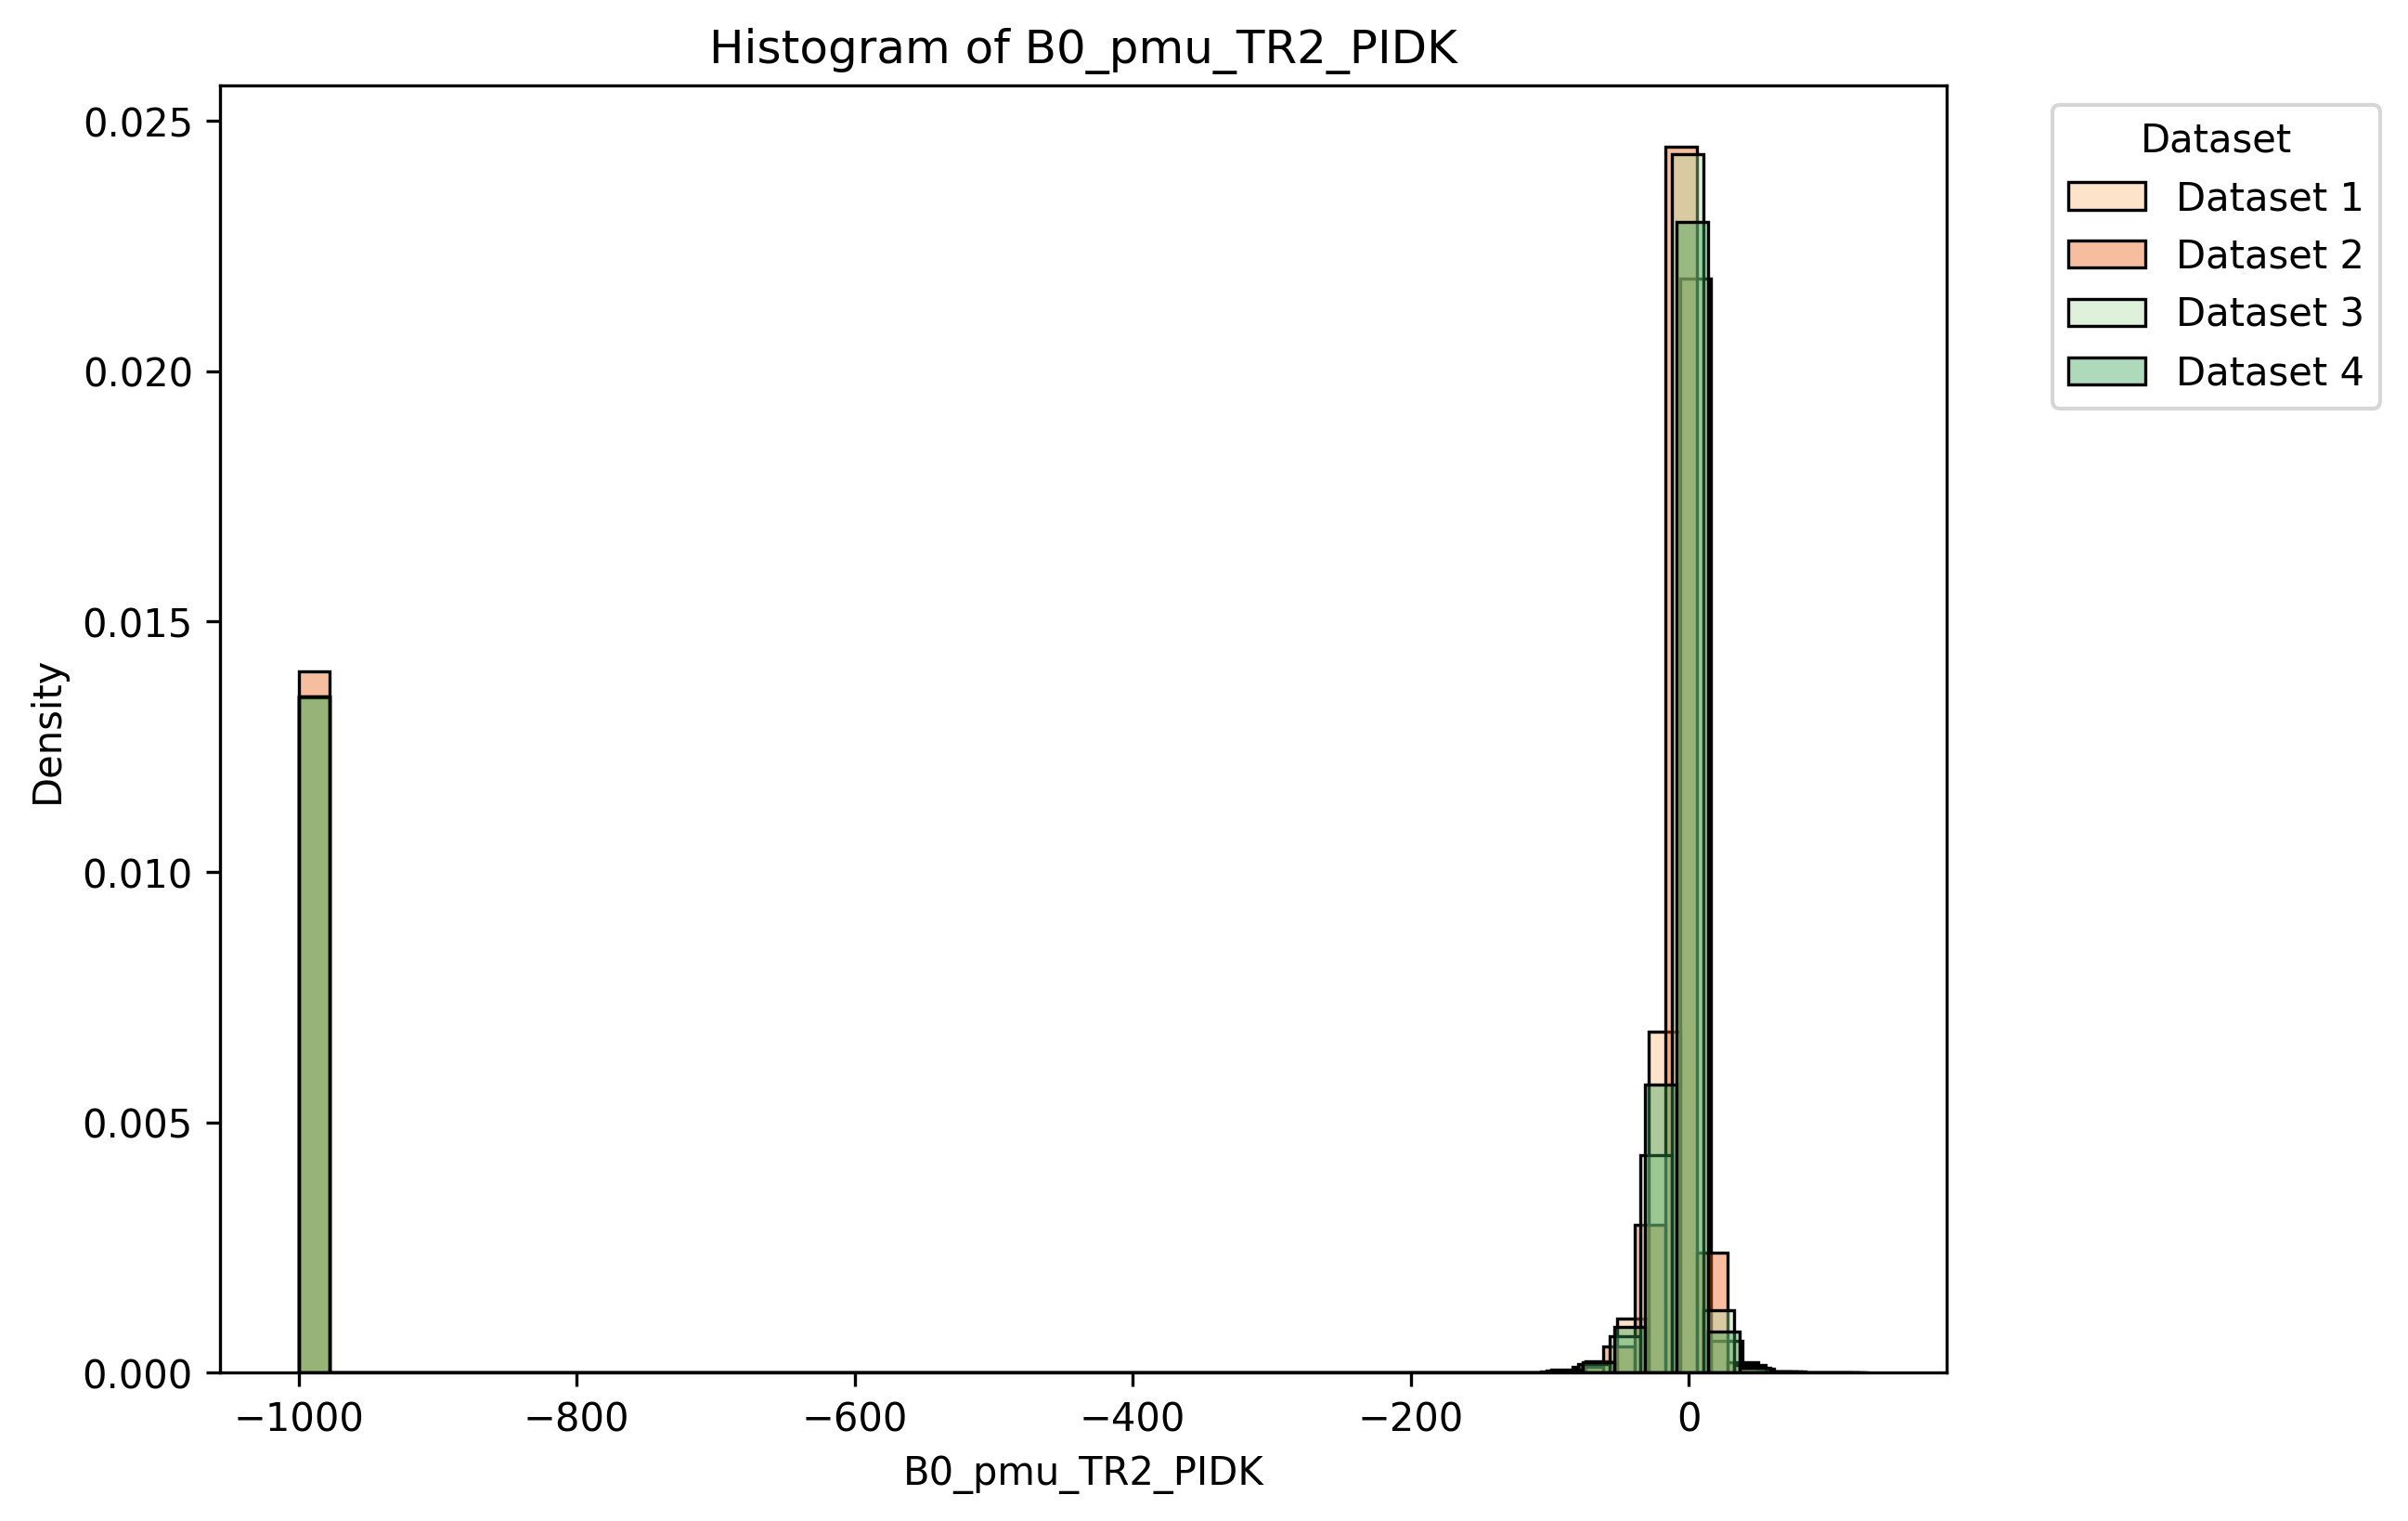 Histogram of B0_pmu_TR2_PIDK
Dataset
Dataset 1
Dataset 2
Dataset 3
Dataset 4
Density
0.025
0.020
0.015
0.010
0.005
0.000
−1000 −800 −600 −400 −200 0
B0_pmu_TR2_PIDK